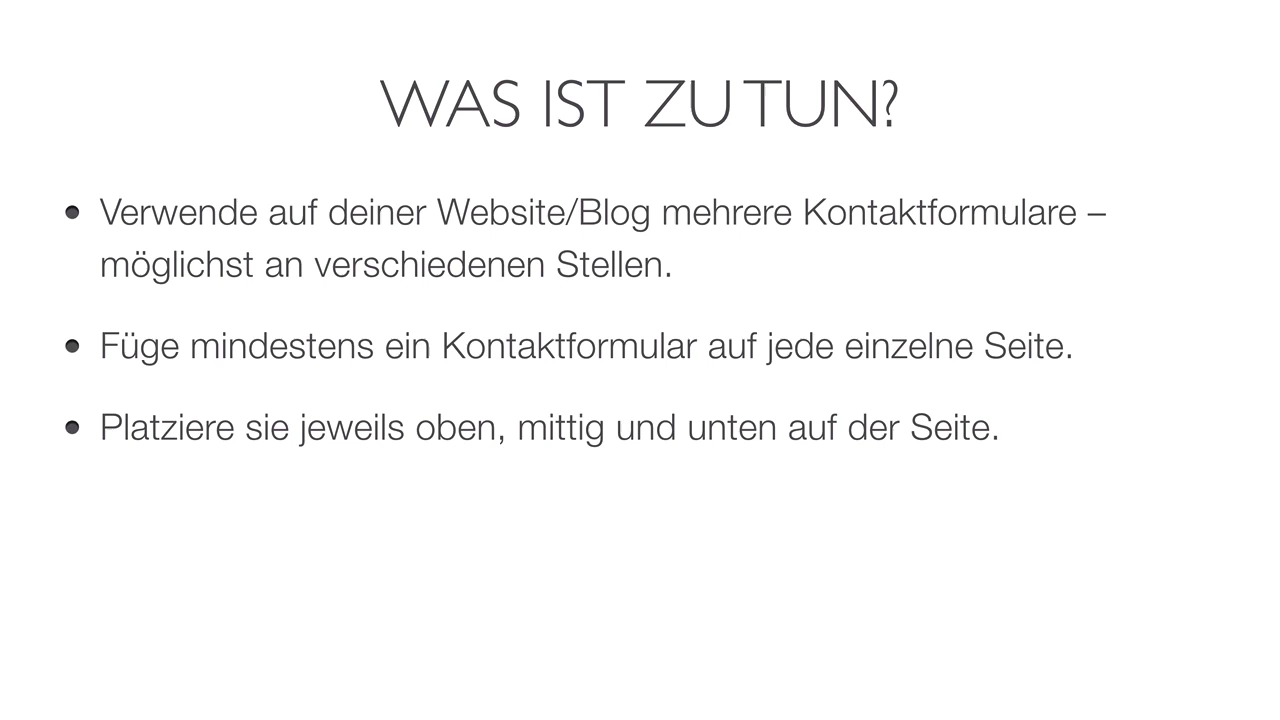 WAS IST ZU TUN?
• Verwende auf deiner Website/Blog mehrere Kontaktformulare –
möglichst an verschiedenen Stellen.
• Füge mindestens ein Kontaktformular auf jede einzelne Seite.
• Platziere sie jeweils oben, mittig und unten auf der Seite.